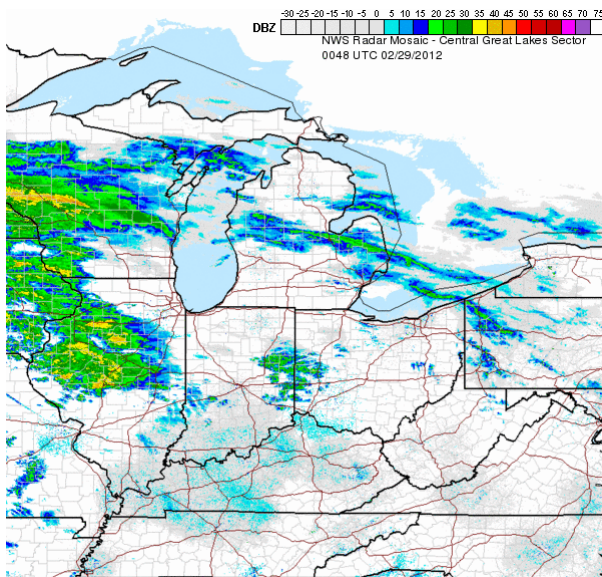 DBZ -30 -25 -20 -15 -10 -5 0 5 10 15 20 25 30 35 40 45 50 55 60 65 70 75
NWS Radar Mosaic - Central Great Lakes Sector
0048 UTC 02/29/2012